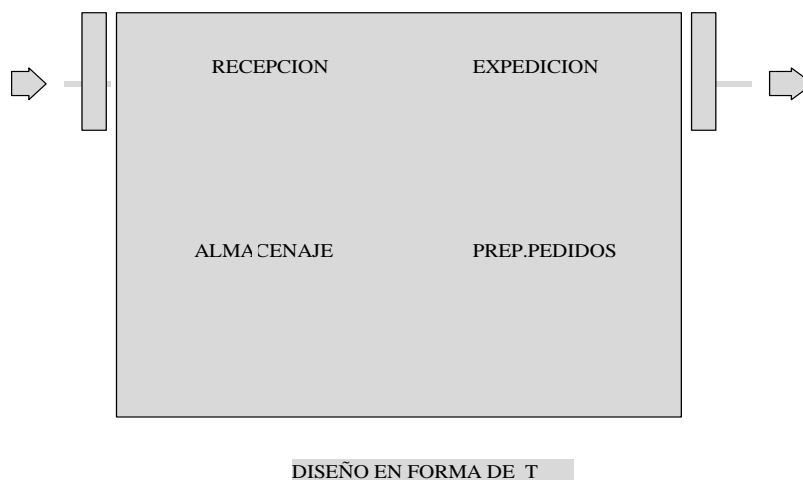 RECEPCION EXPEDICION
ALMACENAJE PREP.PEDIDOS
DISEÑO EN FORMA DE T